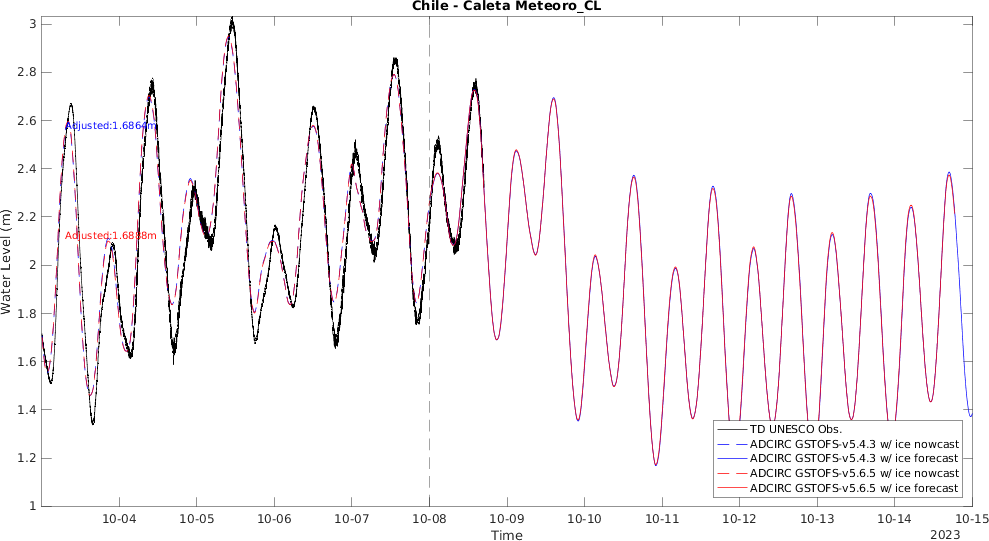 Chile - Caleta Meteoro_CL
3
2.8
2.6
2.4
2.2
2
1.8
1.6
1.4
1.2
1
Water Level (m)
Adjusted:1.6864m
Adjusted:1.6888m
TD UNESCO Obs.
ADCIRC GSTOFS-v5.4.3 w/ ice nowcast
ADCIRC GSTOFS-v5.4.3 w/ ice forecast
ADCIRC GSTOFS-v5.6.5 w/ ice nowcast
ADCIRC GSTOFS-v5.6.5 w/ ice forecast
10-04 10-05 10-06 10-07 10-08 10-09 10-10 10-11 10-12 10-13 10-14 10-15
Time
2023